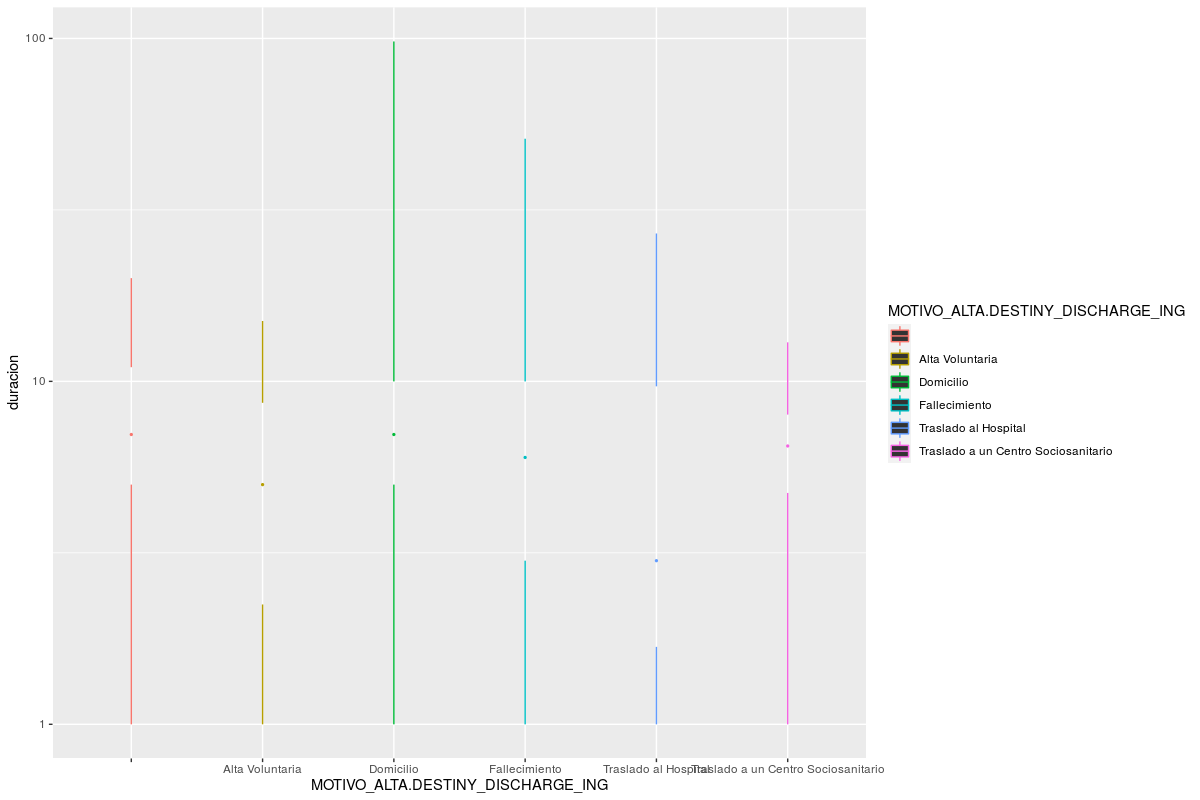 100
10
1
duracion
Alta Voluntaria
Domicilio
Fallecimiento
Traslado al Hospital
Traslado a un Centro Sociosanitario
MOTIVO_ALTA.DESTINY_DISCHARGE_ING
MOTIVO_ALTA.DESTINY_DISCHARGE_ING
Alta Voluntaria
Domicilio
Fallecimiento
Traslado al Hospital
Traslado a un Centro Sociosanitario